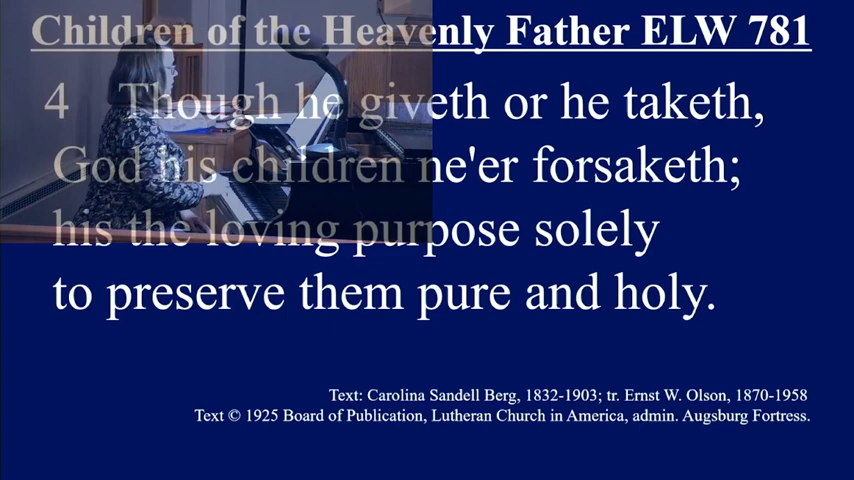 Children of the Heavenly Father ELW 781
4 Though he giveth or he taketh,
God his children ne'er forsaketh;
his the loving purpose solely
to preserve them pure and holy.
Text: Carolina Sandell Berg, 1832-1903; tr. Ernst W. Olson, 1870-1958
Text © 1925 Board of Publication, Lutheran Church in America, admin. Augsburg Fortress.